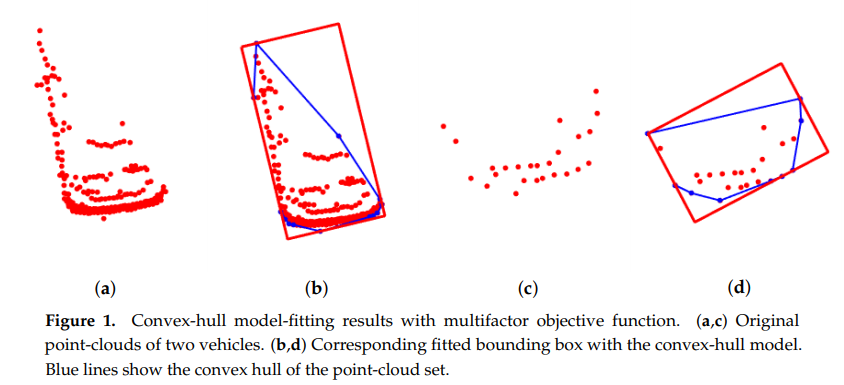 (a)
(b)
(c)
(d)
Figure 1. Convex-hull model-fitting results with multifactor objective function. (a,c) Original
point-clouds of two vehicles. (b,d) Corresponding fitted bounding box with the convex-hull model.
Blue lines show the convex hull of the point-cloud set.